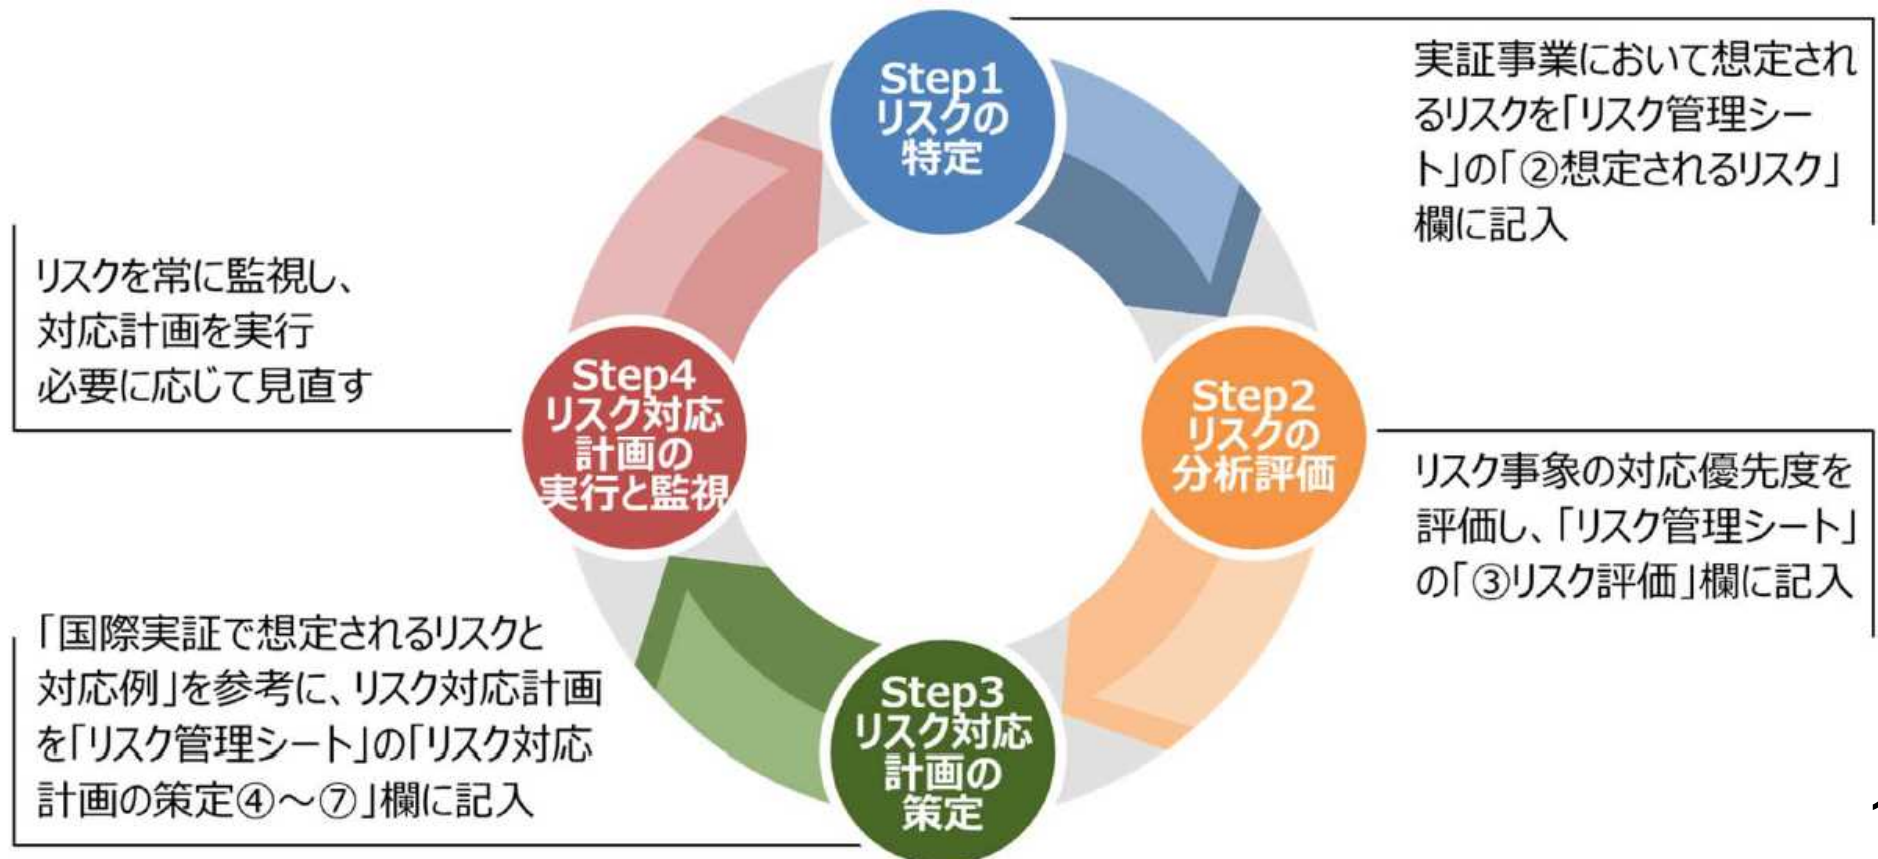 Step1
リスクの
特定
実証事業において想定され
るリスクを「リスク管理シー
ト」の「②想定されるリスク」
欄に記入
Step2
リスクの
分析評価
リスク事象の対応優先度を
評価し、「リスク管理シート」
の「③リスク評価」欄に記入
Step3
リスク対応
計画の
策定
「国際実証で想定されるリスクと
対応例」を参考に、リスク対応計画
を「リスク管理シート」の「リスク対応
計画の策定④～⑦」欄に記入
Step4
リスク対応
計画の
実行と監視
リスクを常に監視し、
対応計画を実行
必要に応じて見直す